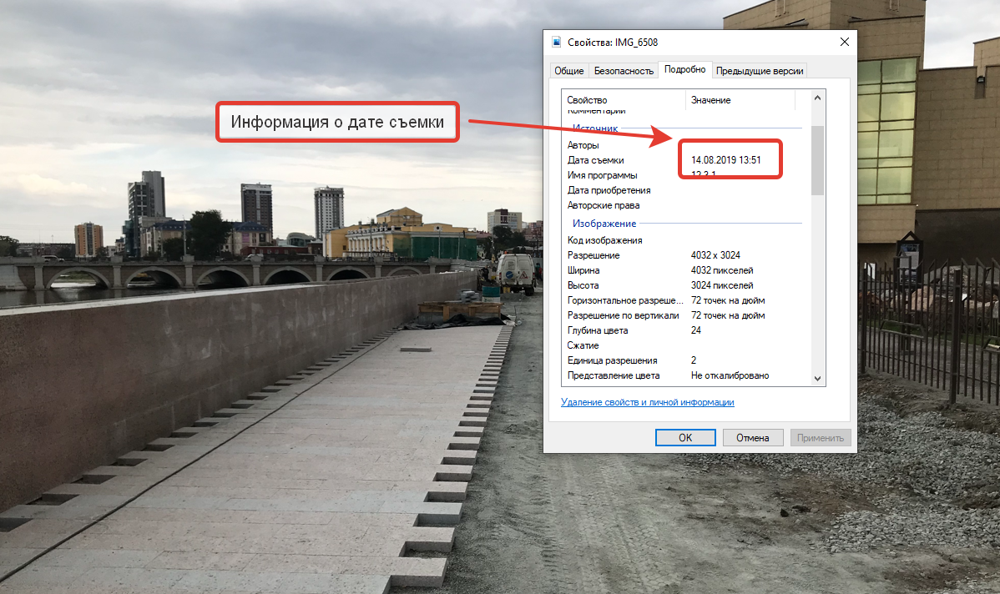 Свойства: IMG_6508
Общие Безопасность Подробно Предыдущие версии
Свойство Значение
Комментарии
Информация о дате съемки
Источник
Авторы
Дата съемки 14.08.2019 13:51
Имя программы 12.3.1
Дата приобретения
Авторские права
Изображение
Код изображения
Разрешение 4032 x 3024
Ширина 4032 пикселей
Высота 3024 пикселей
Горизонтальное разреше... 72 точек на дюйм
Разрешение по вертикали 72 точек на дюйм
Глубина цвета 24
Сжатие
Единица разрешения 2
Представление цвета Не откалибровано
Удаление свойств и личной информации
OK Отмена Применить